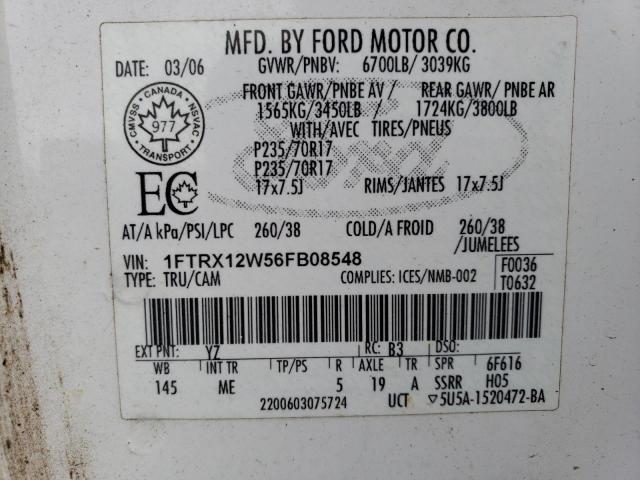 MFD. BY FORD MOTOR CO.
DATE: 03/06 GVWR/PNBV: 6700LB/ 3039KG
FRONT GAWR/PNBE AV / REAR GAWR/ PNBE AR
1565KG/3450LB 1724KG/3800LB
WITH/AVEC TIRES/PNEUS
CMVSS CANADA NSVAC
977
TRANSPORT
P235/70R17
P235/70R17
17x7.5J RIMS/JANTES 17x7.5J
EC
AT/A kPa/PSI/LPC 260/38 COLD/A FROID 260/38
/JUMELEES
VIN: 1FTRX12W56FB08548 F0036
TYPE: TRU/CAM COMPLIES: ICES/NMB-002 T0632
EXT PNT: YZ RC: B3 DSO:
WB INT TR TP/PS R AXLE TR SPR 6F616
145 ME 5 19 A SSRR H05
2200603075724 UCT ▽5U5A-1520472-BA